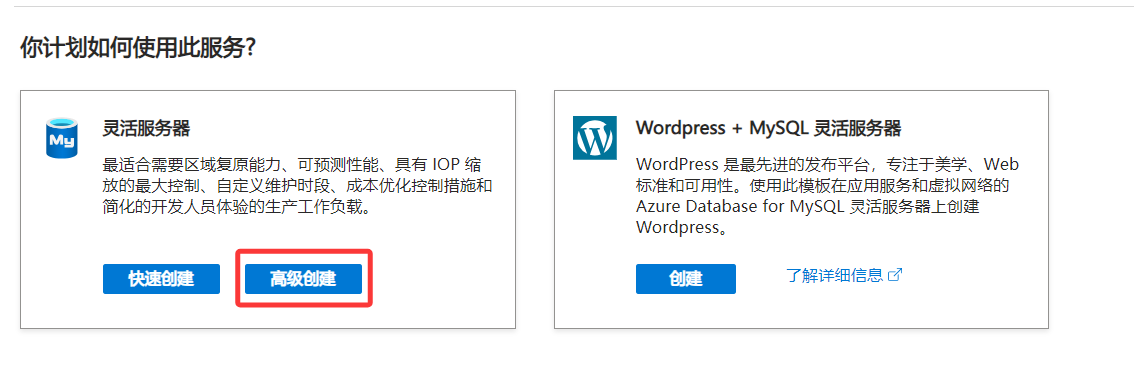 你计划如何使用此服务?
My
灵活服务器
最适合需要区域复原能力、可预测性能、具有 IOP 缩
放的最大控制、自定义维护时段、成本优化控制措施和
简化的开发人员体验的生产工作负载。
快速创建
高级创建
Wordpress + MySQL 灵活服务器
WordPress 是最先进的发布平台，专注于美学、Web
标准和可用性。使用此模板在应用服务和虚拟网络的
Azure Database for MySQL 灵活服务器上创建
Wordpress。
创建
了解详细信息